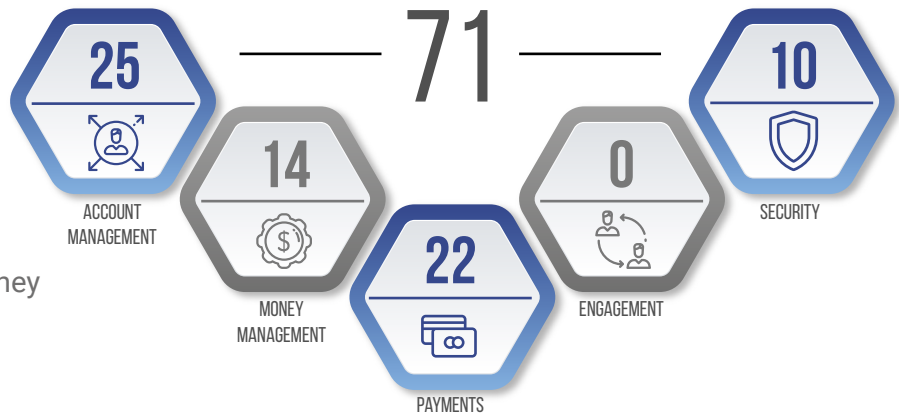 71
25
ACCOUNT
MANAGEMENT
14
MONEY
MANAGEMENT
22
PAYMENTS
0
ENGAGEMENT
10
SECURITY
$